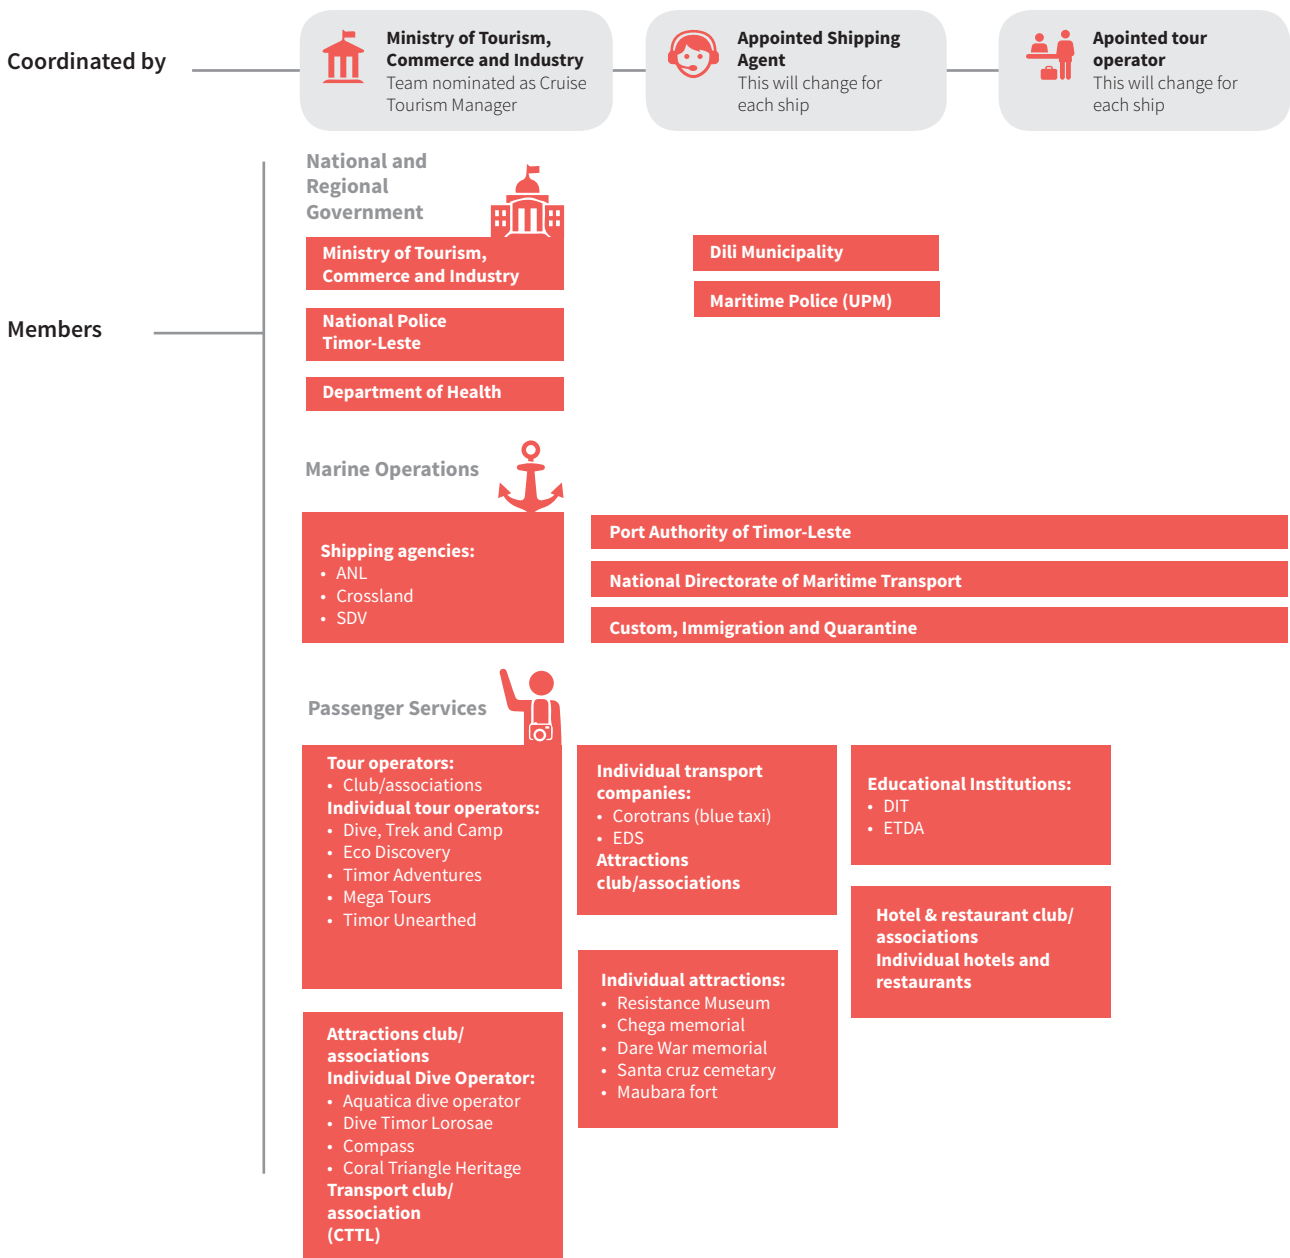 Coordinated by
Ministry of Tourism,
Commerce and Industry
Team nominated as Cruise
Tourism Manager
Appointed Shipping
Agent
This will change for
each ship
Apointed tour
operator
This will change for
each ship
Members
National and
Regional
Government
Ministry of Tourism,
Commerce and Industry
National Police
Timor-Leste
Department of Health
Dili Municipality
Maritime Police (UPM)
Marine Operations
Shipping agencies:
• ANL
• Crossland
• SDV
Port Authority of Timor-Leste
National Directorate of Maritime Transport
Custom, Immigration and Quarantine
Passenger Services
Tour operators:
• Club/associations
Individual tour operators:
• Dive, Trek and Camp
• Eco Discovery
• Timor Adventures
• Mega Tours
• Timor Unearthed
Attractions club/
associations
Individual Dive Operator:
• Aquatica dive operator
• Dive Timor Lorosae
• Compass
• Coral Triangle Heritage
Transport club/
association
(CTTL)
Individual transport
companies:
• Corotrans (blue taxi)
• EDS
Attractions
club/associations
Individual attractions:
• Resistance Museum
• Chega memorial
• Dare War memorial
• Santa cruz cemetary
• Maubara fort
Educational Institutions:
• DIT
• ETDA
Hotel & restaurant club/
associations
Individual hotels and
restaurants